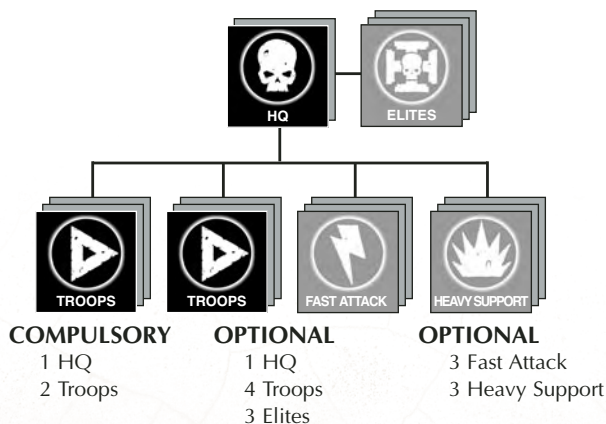 HQ
ELITES
TROOPS
TROOPS
FAST ATTACK
HEAVY SUPPORT
COMPULSORY
1 HQ
2 Troops
OPTIONAL
1 HQ
4 Troops
3 Elites
OPTIONAL
3 Fast Attack
3 Heavy Support